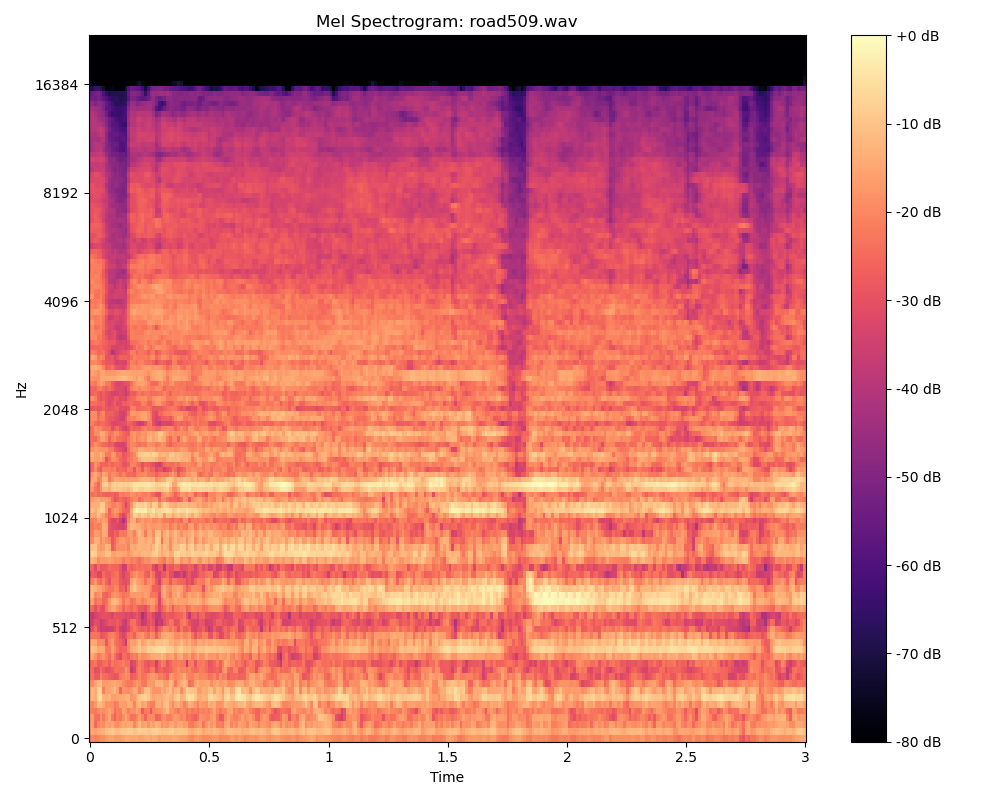 Mel Spectrogram: road509.wav
Hz
16384
8192
4096
2048
1024
512
0
0 0.5 1 1.5 2 2.5 3
Time
+0 dB
-10 dB
-20 dB
-30 dB
-40 dB
-50 dB
-60 dB
-70 dB
-80 dB